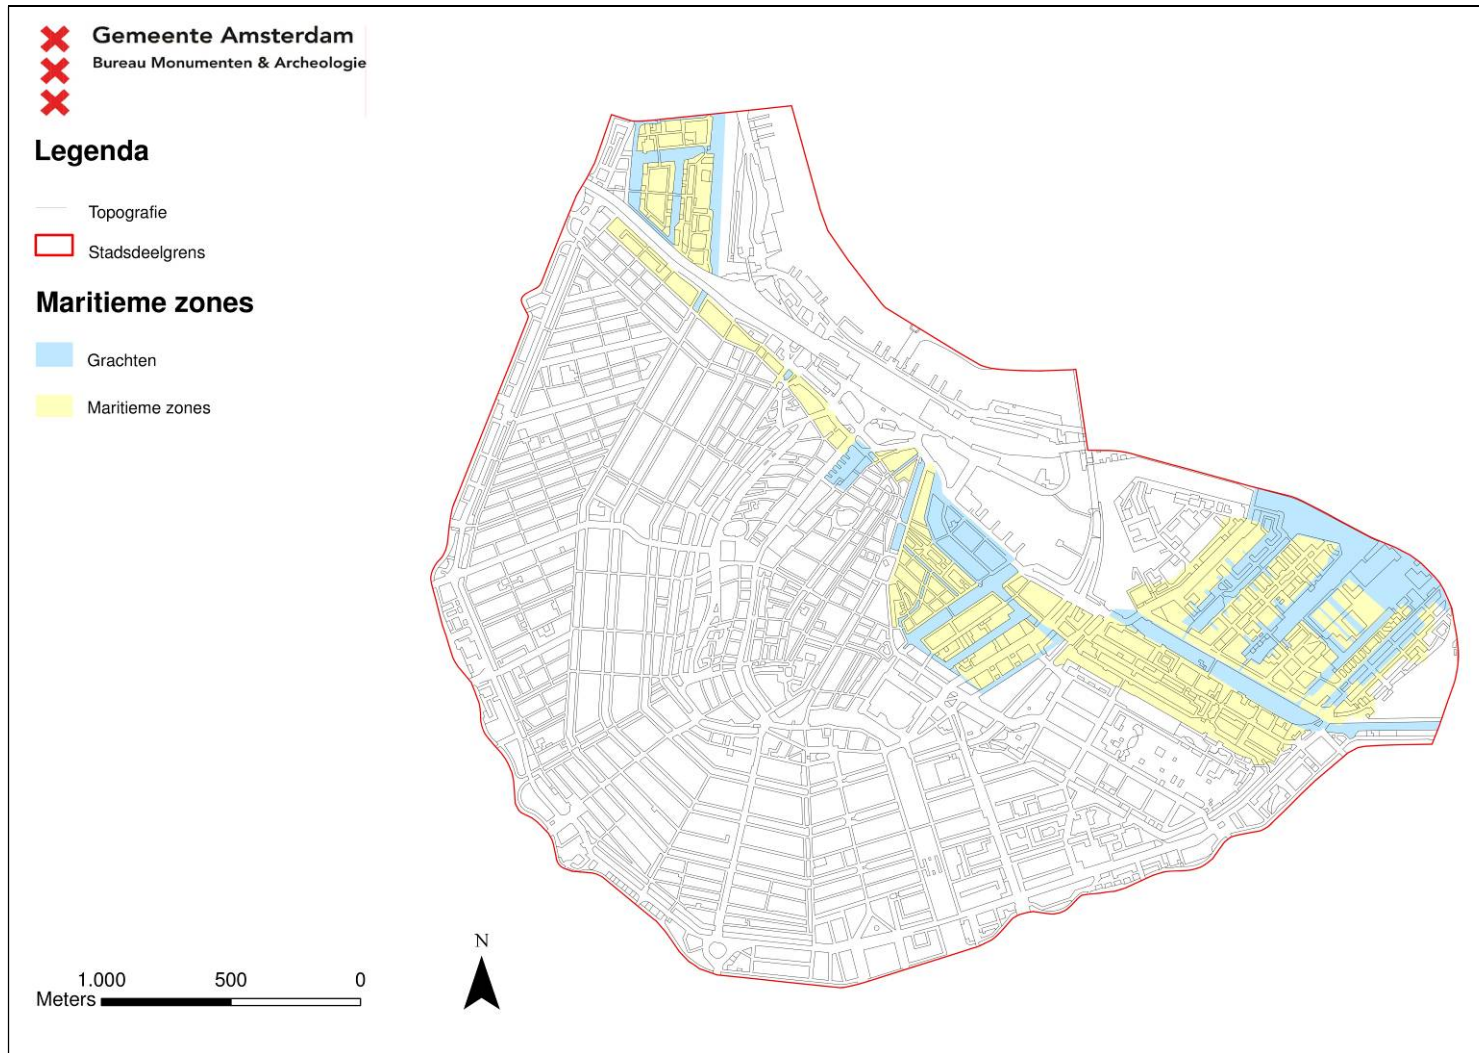 Gemeente Amsterdam
Bureau Monumenten & Archeologie
Legenda
Topografie
Stadsdeelgrens
Maritieme zones
Grachten
Maritieme zones
N
1.000 500 0
Meters